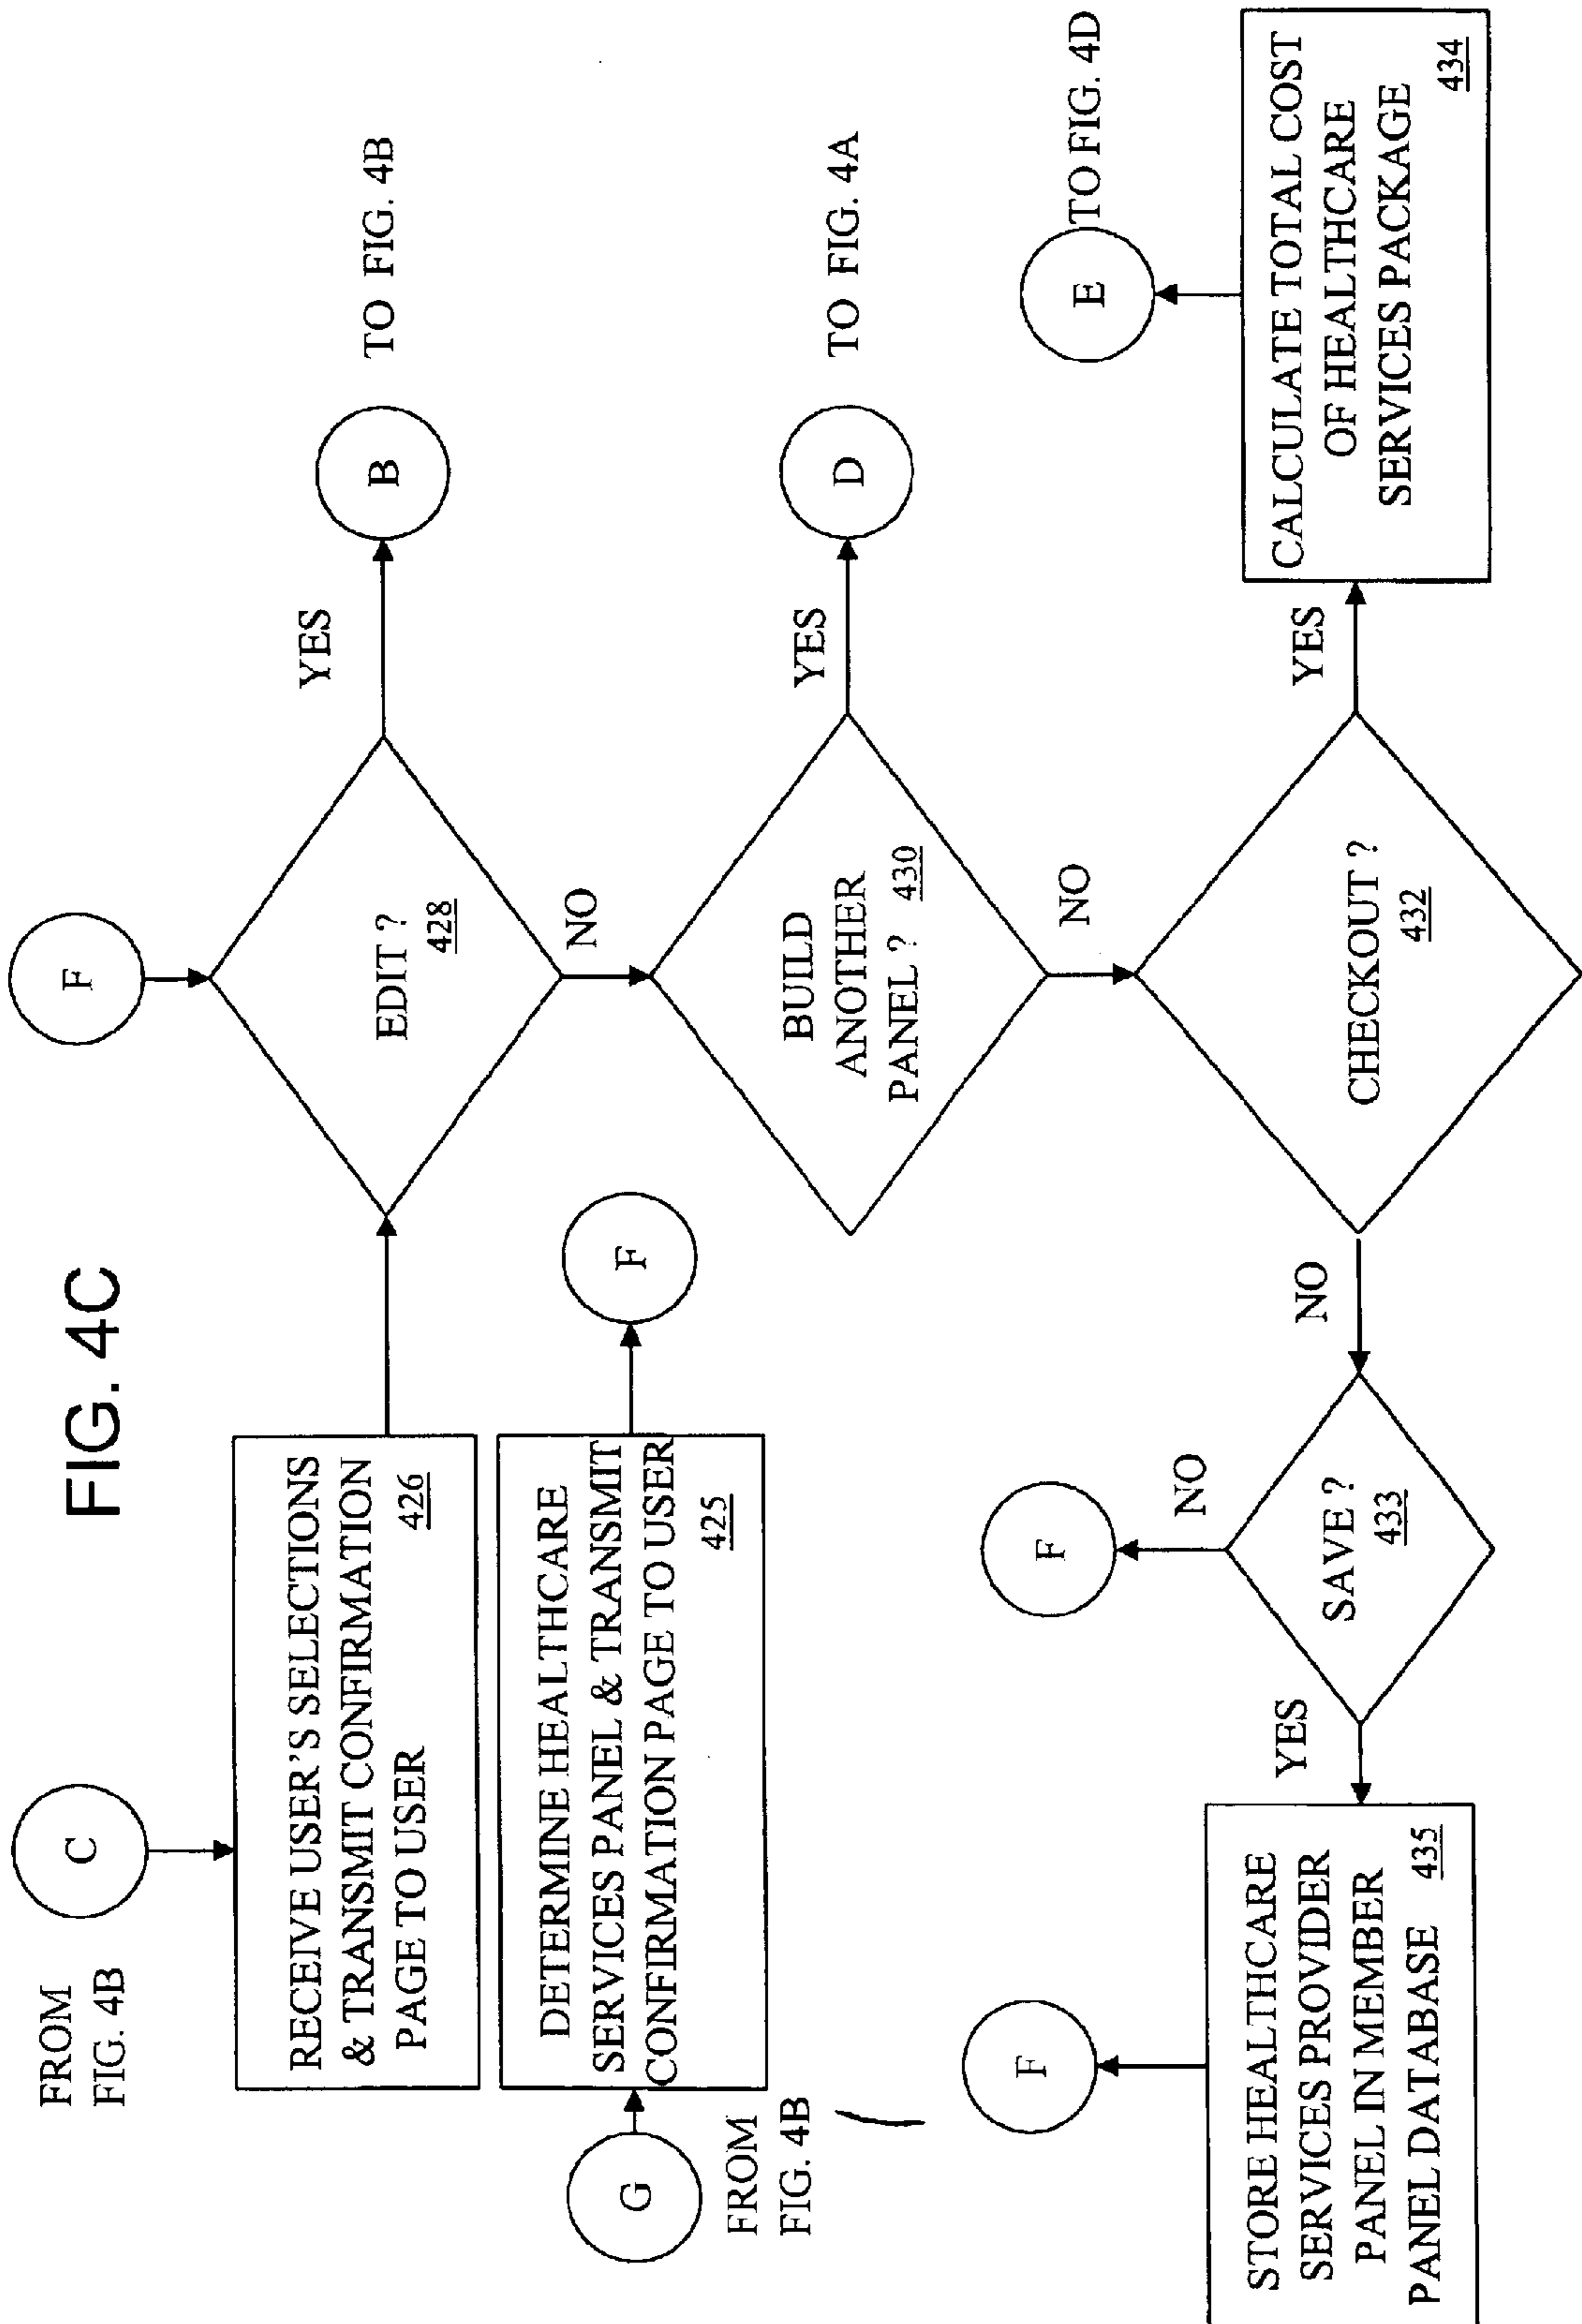 FIG. 4C
FROM
FIG. 4B
C
F
RECEIVE USER'S SELECTIONS
& TRANSMIT CONFIRMATION
PAGE TO USER
426
EDIT ?
428
YES
B
TO FIG. 4B
NO
G
FROM
FIG. 4B
DETERMINE HEALTHCARE
SERVICES PANEL & TRANSMIT
CONFIRMATION PAGE TO USER
425
F
BUILD
ANOTHER
PANEL ? 430
YES
D
TO FIG. 4A
NO
CHECKOUT ?
432
YES
CALCULATE TOTAL COST
OF HEALTHCARE
SERVICES PACKAGE
434
E
TO FIG. 4D
NO
SAVE ?
433
NO
F
YES
STORE HEALTHCARE
SERVICES PROVIDER
PANEL IN MEMBER
PANEL DATABASE 435
F